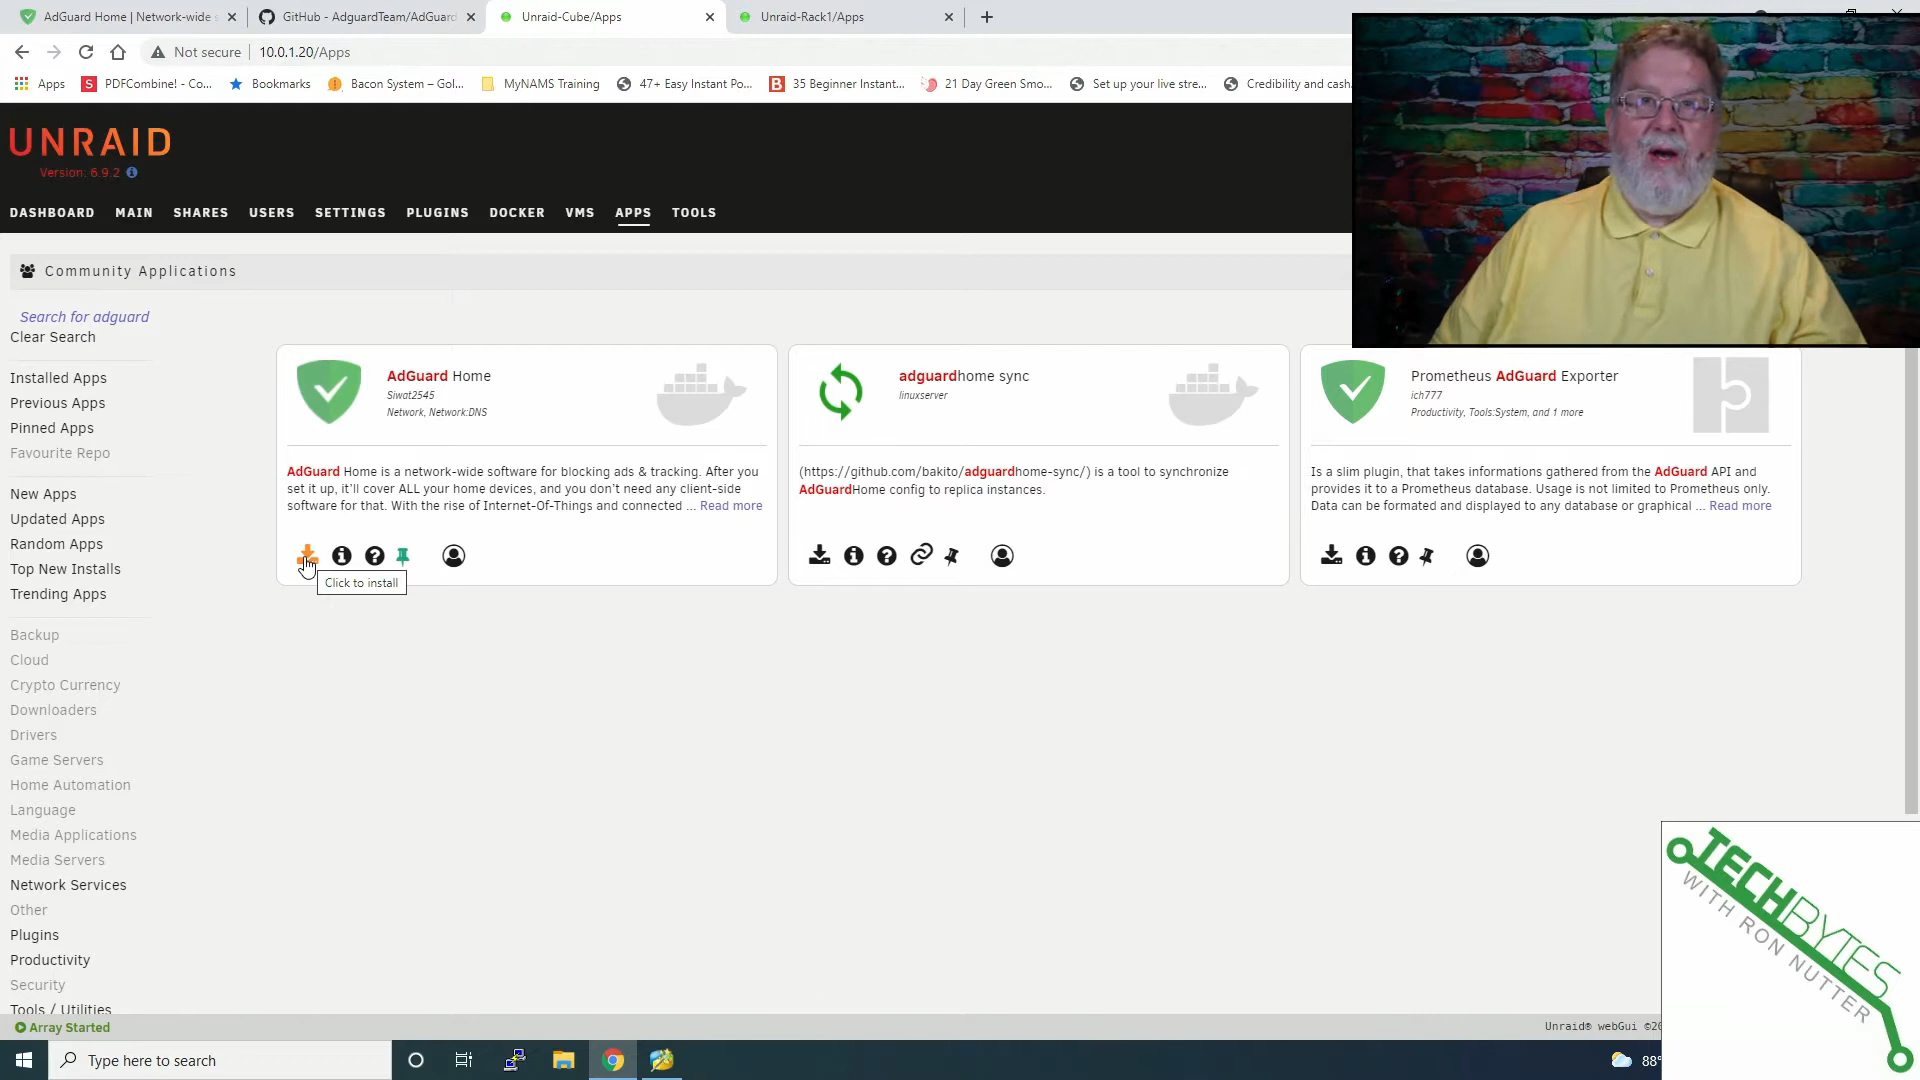 AdGuard Home | Network-wide s
GitHub - AdguardTeam/AdGuard
Unraid-Cube/Apps
Unraid-Rack1/Apps
Not secure
10.0.1.20/Apps
Apps
PDFCombine! - Co...
Bookmarks
Bacon System – Gol...
MyNAMS Training
47+ Easy Instant Po...
35 Beginner Instant...
21 Day Green Smo...
Set up your live stre...
Credibility and cash
UNRAID
Version: 6.9.2
DASHBOARD MAIN SHARES USERS SETTINGS PLUGINS DOCKER VMS APPS TOOLS
Community Applications
Search for adguard
Clear Search
Installed Apps
Previous Apps
Pinned Apps
Favourite Repo
New Apps
Updated Apps
Random Apps
Top New Installs
Trending Apps
Backup
Cloud
Crypto Currency
Downloaders
Drivers
Game Servers
Home Automation
Language
Media Applications
Media Servers
Network Services
Other
Plugins
Productivity
Security
Tools / Utilities
AdGuard Home
Siwat2545
Network, Network:DNS
AdGuard Home is a network-wide software for blocking ads & tracking. After you
set it up, it'll cover ALL your home devices, and you don't need any client-side
software for that. With the rise of Internet-Of-Things and connected ... Read more
Click to install
adguardhome sync
linuxserver
(https://github.com/bakito/adguardhome-sync/) is a tool to synchronize
AdGuardHome config to replica instances.
Prometheus AdGuard Exporter
ich777
Productivity, Tools:System, and 1 more
Is a slim plugin, that takes informations gathered from the AdGuard API and
provides it to a Prometheus database. Usage is not limited to Prometheus only.
Data can be formated and displayed to any database or graphical ... Read more
TECHBYTES
WITH RON NUTTER
Array Started
Unraid® webGui ©20
Type here to search
88°